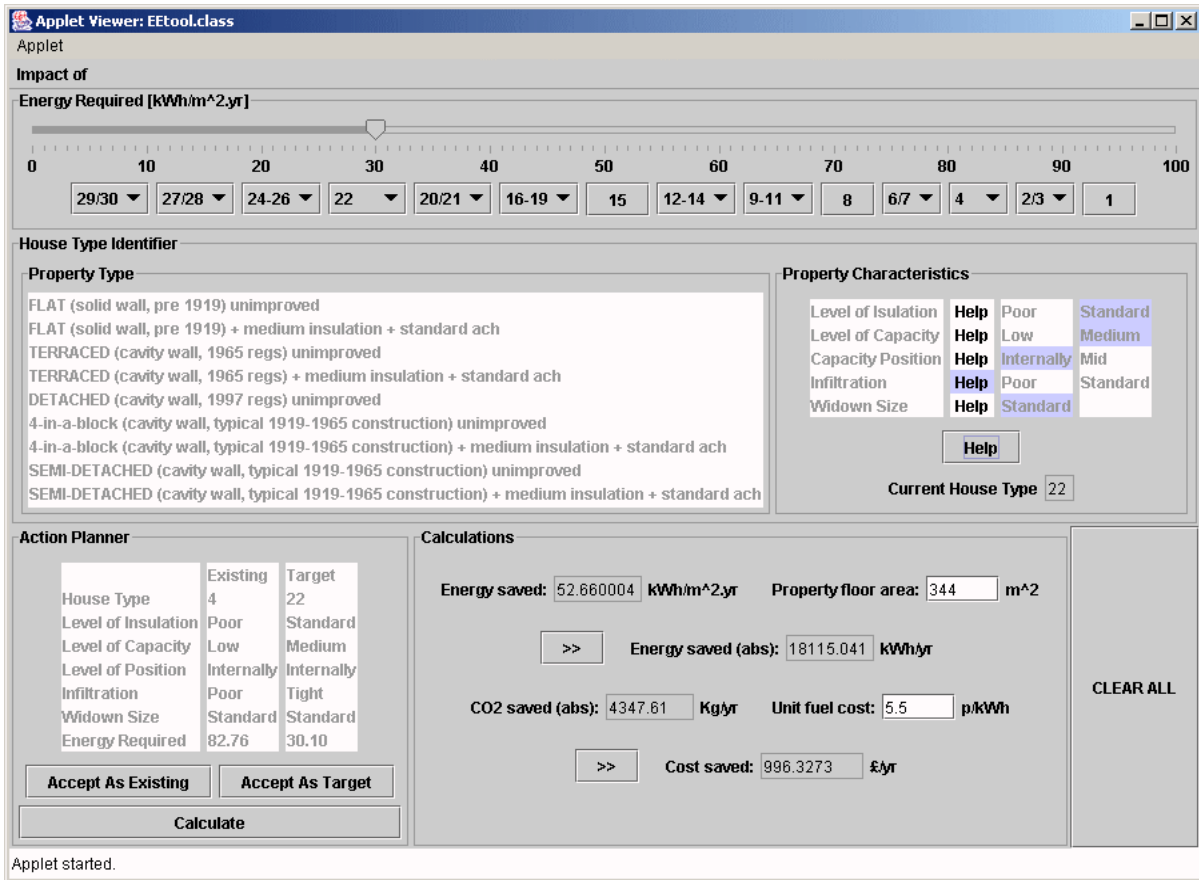 Applet Viewer: EEtool.class
Applet
Impact of
Energy Required [kWh/m^2.yr]
0 10 20 30 40 50 60 70 80 90 100
29/30 27/28 24-26 22 20/21 16-19 15 12-14 9-11 8 6/7 4 2/3 1
House Type Identifier
Property Type
FLAT (solid wall, pre 1919) unimproved
FLAT (solid wall, pre 1919) + medium insulation + standard ach
TERRACED (cavity wall, 1965 regs) unimproved
TERRACED (cavity wall, 1965 regs) + medium insulation + standard ach
DETACHED (cavity wall, 1997 regs) unimproved
4-in-a-block (cavity wall, typical 1919-1965 construction) unimproved
4-in-a-block (cavity wall, typical 1919-1965 construction) + medium insulation + standard ach
SEMI-DETACHED (cavity wall, typical 1919-1965 construction) unimproved
SEMI-DETACHED (cavity wall, typical 1919-1965 construction) + medium insulation + standard ach
Property Characteristics
Level of Isulation Help Poor Standard
Level of Capacity Help Low Medium
Capacity Position Help Internally Mid
Infiltration Help Poor Standard
Widown Size Help Standard
Help
Current House Type 22
Action Planner
Existing Target
House Type 4 22
Level of Insulation Poor Standard
Level of Capacity Low Medium
Level of Position Internally Internally
Infiltration Poor Tight
Widown Size Standard Standard
Energy Required 82.76 30.10
Accept As Existing Accept As Target
Calculate
Calculations
Energy saved: 52.660004 kWh/m^2.yr Property floor area: 344 m^2
>> Energy saved (abs): 18115.041 kWh/yr
CO2 saved (abs): 4347.61 Kg/yr Unit fuel cost: 5.5 p/kWh
>> Cost saved: 996.3273 £/yr
CLEAR ALL
Applet started.